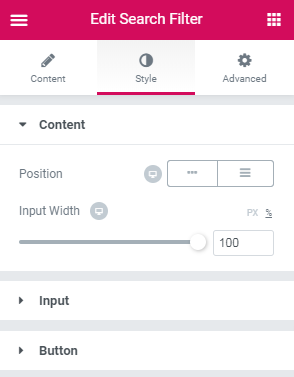 Edit Search Filter
Content Style Advanced
Content
Position
Input Width PX %
100
Input
Button